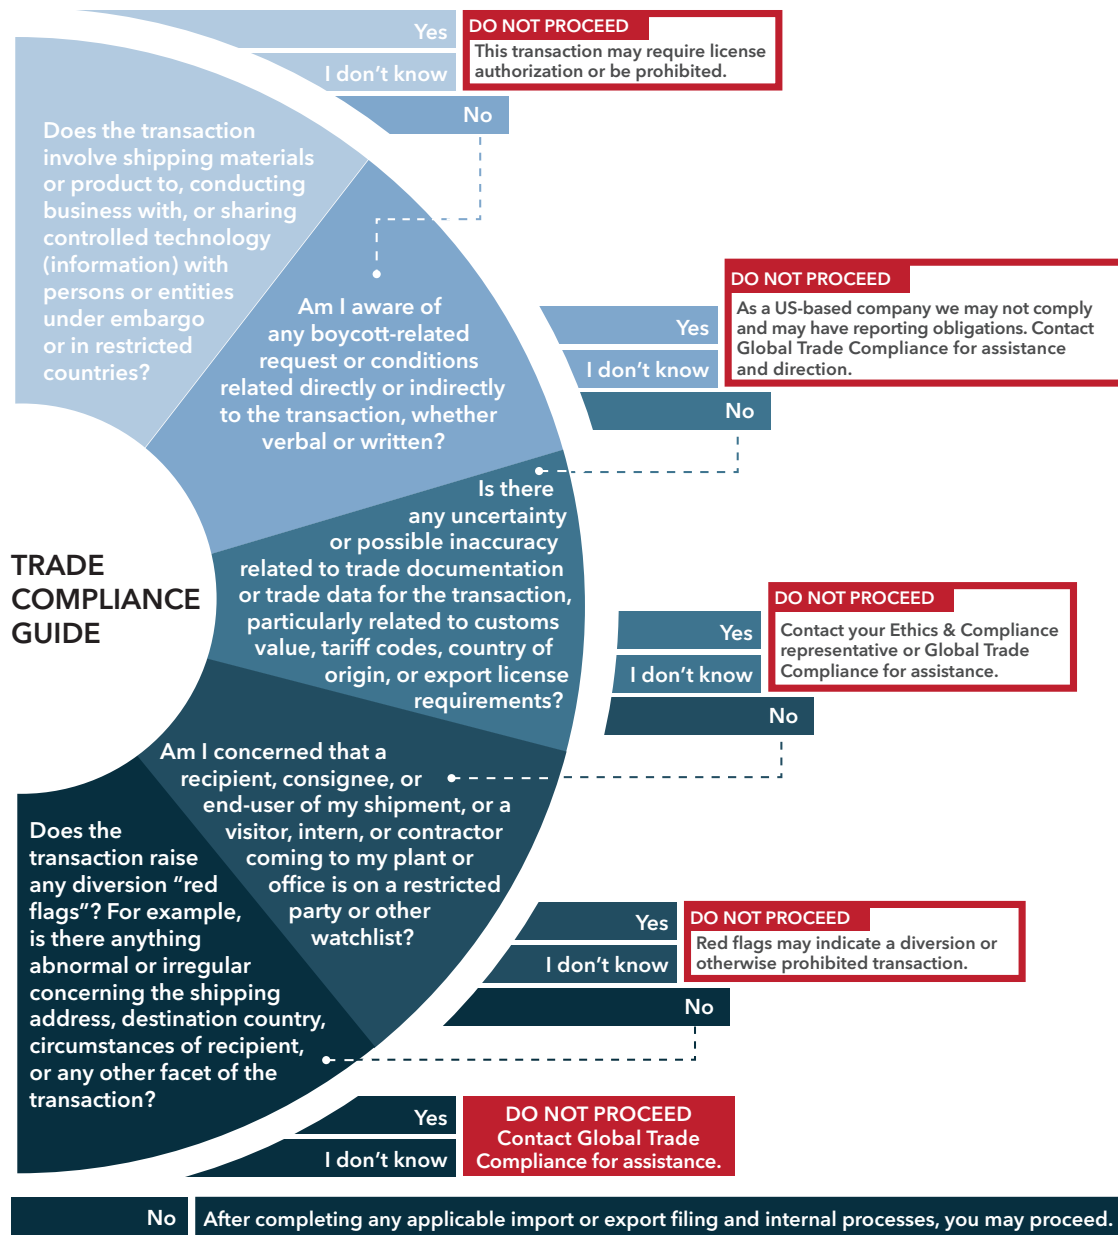 TRADE
COMPLIANCE
GUIDE
Does the transaction
involve shipping materials
or product to, conducting
business with, or sharing
controlled technology
(information) with
persons or entities
under embargo
or in restricted
countries?
Yes
I don’t know
DO NOT PROCEED
This transaction may require license
authorization or be prohibited.
No
Am I aware of
any boycott-related
request or conditions
related directly or indirectly
to the transaction, whether
verbal or written?
Yes
I don’t know
DO NOT PROCEED
As a US-based company we may not comply
and may have reporting obligations. Contact
Global Trade Compliance for assistance
and direction.
No
Is there
any uncertainty
or possible inaccuracy
related to trade documentation
or trade data for the transaction,
particularly related to customs
value, tariff codes, country of
origin, or export license
requirements?
Yes
I don’t know
DO NOT PROCEED
Contact your Ethics & Compliance
representative or Global Trade
Compliance for assistance.
No
Am I concerned that a
recipient, consignee, or
end-user of my shipment, or a
visitor, intern, or contractor
coming to my plant or
office is on a restricted
party or other
watchlist?
Yes
I don’t know
DO NOT PROCEED
Red flags may indicate a diversion or
otherwise prohibited transaction.
No
Does the
transaction raise
any diversion “red
flags”? For example,
is there anything
abnormal or irregular
concerning the shipping
address, destination country,
circumstances of recipient,
or any other facet of the
transaction?
Yes
I don’t know
DO NOT PROCEED
Contact Global Trade
Compliance for assistance.
No
After completing any applicable import or export filing and internal processes, you may proceed.